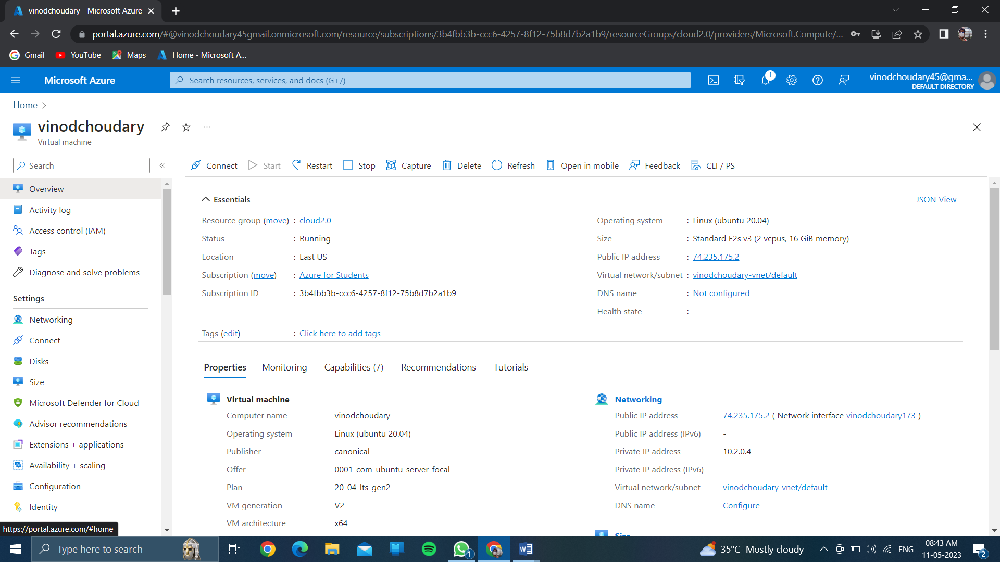 vinodchoudary - Microsoft Azure
portal.azure.com/#@vinodchoudary45gmail.onmicrosoft.com/resource/subscriptions/3b4fbb3b-ccc6-4257-8f12-75b8d7b2a1b9/resourceGroups/cloud2.0/providers/Microsoft.Compute/...
Gmail YouTube Maps Home - Microsoft A...
Microsoft Azure
Search resources, services, and docs (G+/)
1
vinodchoudary45@gma...
DEFAULT DIRECTORY
Home
vinodchoudary
Virtual machine
Search
Connect Start Restart Stop Capture Delete Refresh Open in mobile Feedback CLI / PS
Overview
Activity log
Access control (IAM)
Tags
Diagnose and solve problems
Settings
Networking
Connect
Disks
Size
Microsoft Defender for Cloud
Advisor recommendations
Extensions + applications
Availability + scaling
Configuration
Identity
https://portal.azure.com/#home
Essentials
JSON View
Resource group (move) : cloud2.0
Status : Running
Location : East US
Subscription (move) : Azure for Students
Subscription ID : 3b4fbb3b-ccc6-4257-8f12-75b8d7b2a1b9
Operating system : Linux (ubuntu 20.04)
Size : Standard E2s v3 (2 vcpus, 16 GiB memory)
Public IP address : 74.235.175.2
Virtual network/subnet : vinodchoudary-vnet/default
DNS name : Not configured
Health state : -
Tags (edit) : Click here to add tags
Properties Monitoring Capabilities (7) Recommendations Tutorials
Virtual machine
Computer name vinodchoudary
Operating system Linux (ubuntu 20.04)
Publisher canonical
Offer 0001-com-ubuntu-server-focal
Plan 20_04-lts-gen2
VM generation V2
VM architecture x64
Networking
Public IP address 74.235.175.2 ( Network interface vinodchoudary173 )
Public IP address (IPv6) -
Private IP address 10.2.0.4
Private IP address (IPv6) -
Virtual network/subnet vinodchoudary-vnet/default
DNS name Configure
Size
Type here to search
1
35°C Mostly cloudy
ENG
08:43 AM
11-05-2023
2